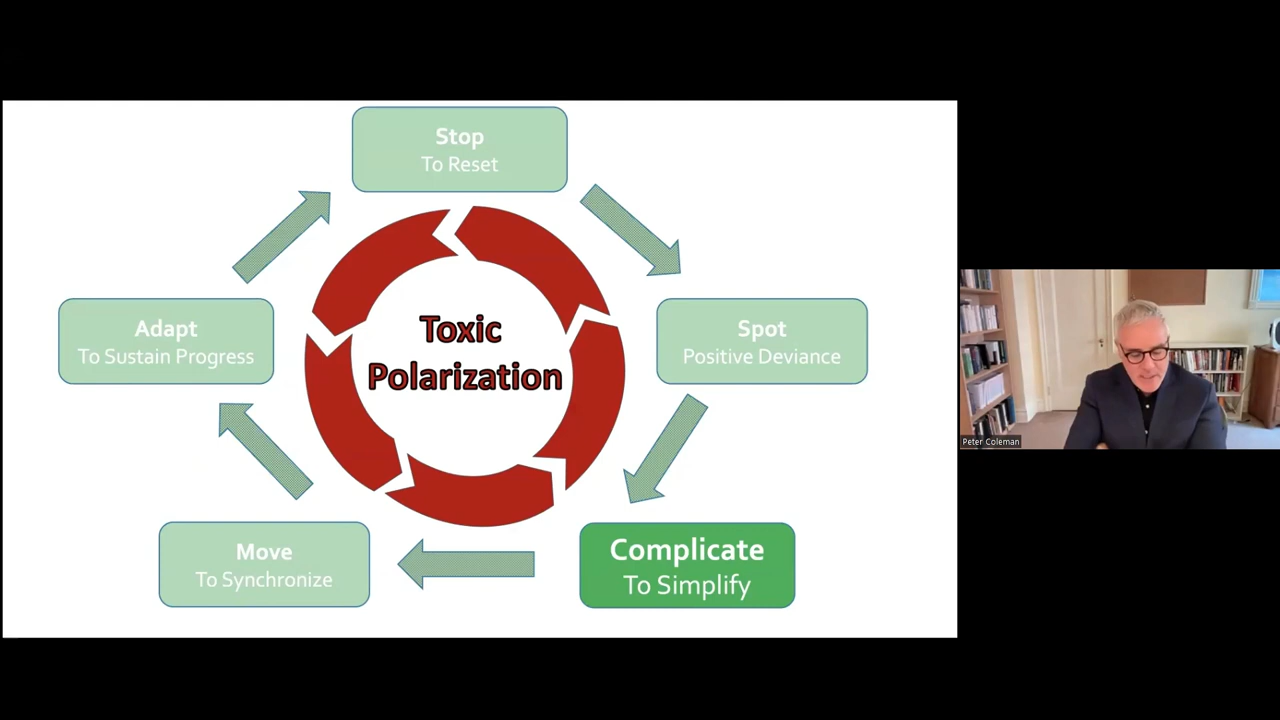 Stop
To Reset
Spot
Positive Deviance
Complicate
To Simplify
Move
To Synchronize
Adapt
To Sustain Progress
Toxic
Polarization
Peter Coleman